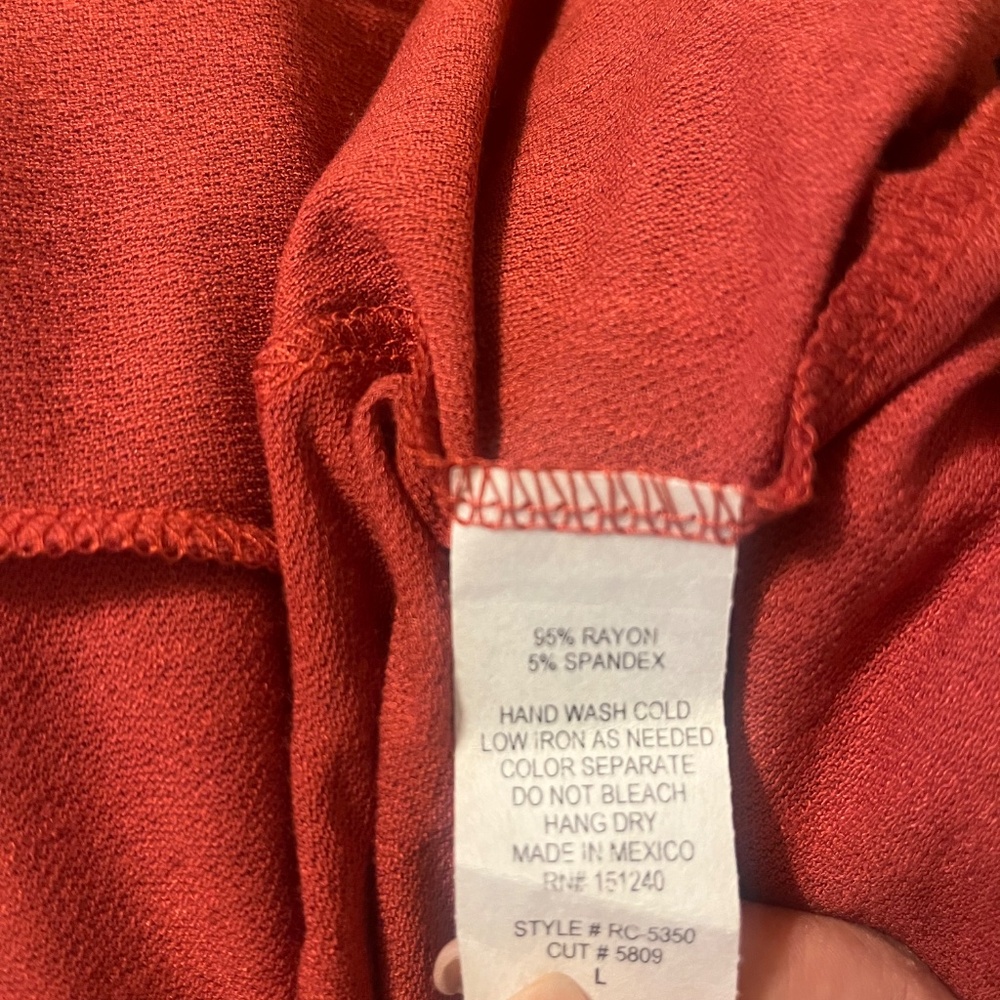 95% RAYON
5% SPANDEX
HAND WASH COLD
LOW IRON AS NEEDED
COLOR SEPARATE
DO NOT BLEACH
HANG DRY
MADE IN MEXICO
RN# 151240
STYLE # RC-5350
CUT # 5809
L